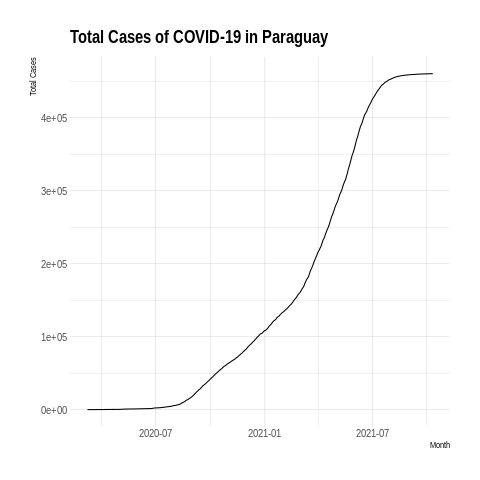 Total Cases of COVID-19 in Paraguay
Total Cases
4e+05
3e+05
2e+05
1e+05
0e+00
2020-07
2021-01
2021-07
Month